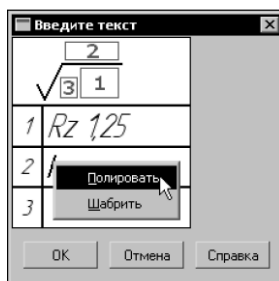 Введите текст
2
3 1
1 Rz 1,25
2
Полировать
Шабрить
3
ОК Отмена Справка